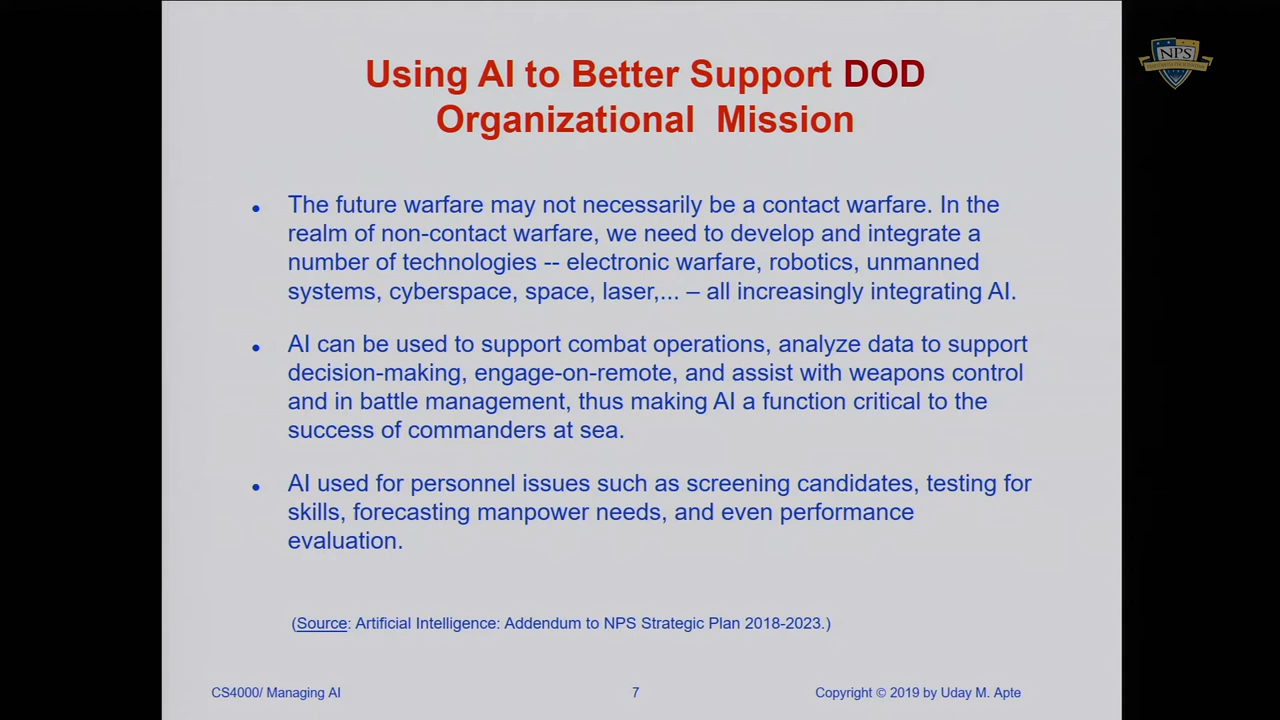 NPS
Using AI to Better Support DOD
Organizational Mission
• The future warfare may not necessarily be a contact warfare. In the
realm of non-contact warfare, we need to develop and integrate a
number of technologies -- electronic warfare, robotics, unmanned
systems, cyberspace, space, laser,... – all increasingly integrating AI.
• AI can be used to support combat operations, analyze data to support
decision-making, engage-on-remote, and assist with weapons control
and in battle management, thus making AI a function critical to the
success of commanders at sea.
• AI used for personnel issues such as screening candidates, testing for
skills, forecasting manpower needs, and even performance
evaluation.
(Source: Artificial Intelligence: Addendum to NPS Strategic Plan 2018-2023.)
CS4000/ Managing AI
7
Copyright © 2019 by Uday M. Apte